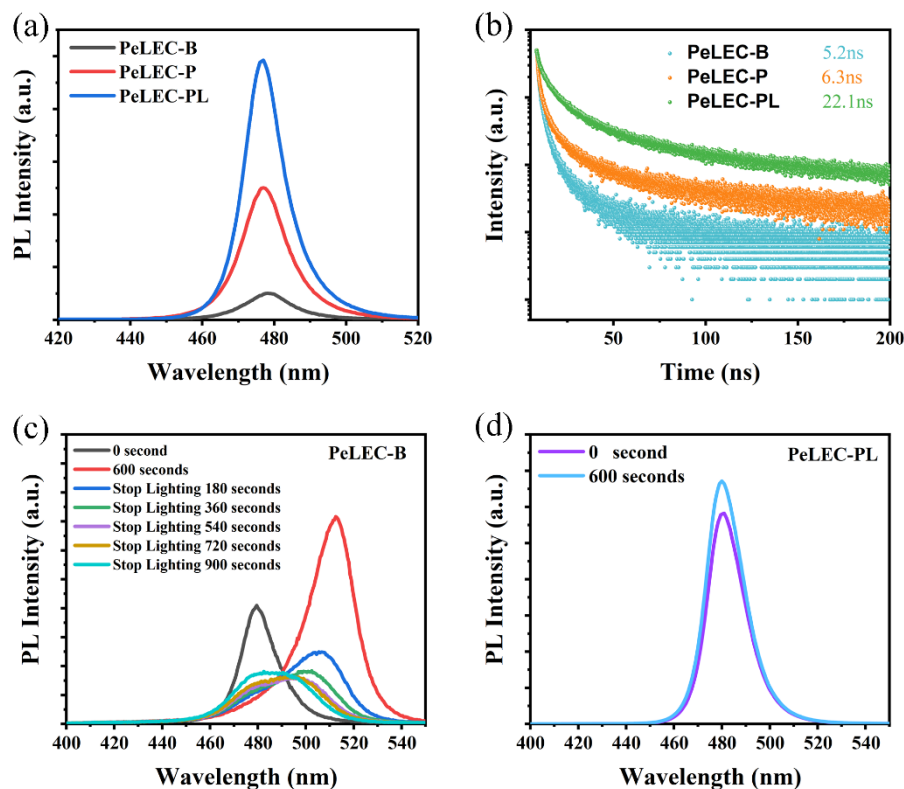 (a)
PeLEC-B
PeLEC-P
PeLEC-PL
PL Intensity (a.u.)
420 440 460 480 500 520
Wavelength (nm)
(b)
PeLEC-B 5.2ns
PeLEC-P 6.3ns
PeLEC-PL 22.1ns
Intensity (a.u.)
50 100 150 200
Time (ns)
(c)
PeLEC-B
0 second
600 seconds
Stop Lighting 180 seconds
Stop Lighting 360 seconds
Stop Lighting 540 seconds
Stop Lighting 720 seconds
Stop Lighting 900 seconds
PL Intensity (a.u.)
400 420 440 460 480 500 520 540
Wavelength (nm)
(d)
PeLEC-PL
0 second
600 seconds
PL Intensity (a.u.)
400 420 440 460 480 500 520 540
Wavelength (nm)